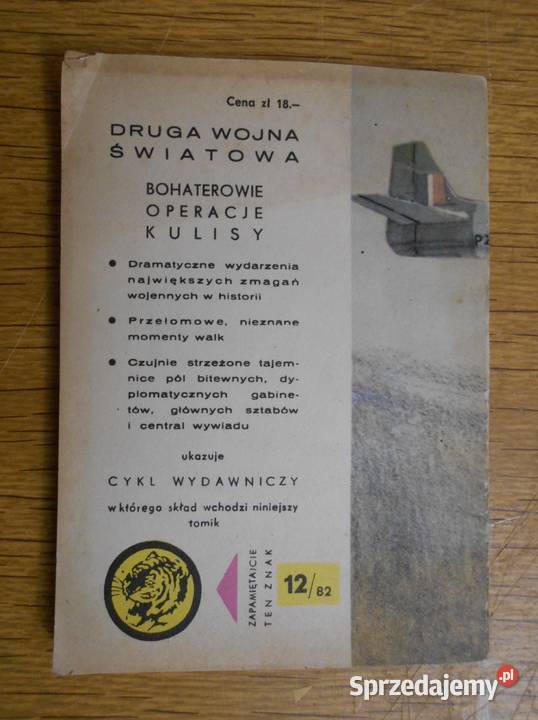 Cena zł 18.—
DRUGA WOJNA
ŚWIATOWA
BOHATEROWIE
OPERACJE
KULISY
● Dramatyczne wydarzenia
największych zmagań
wojennych w historii
● Przełomowe, nieznane
momenty walk
● Czujnie strzeżone tajem-
nice pól bitewnych, dy-
plomatycznych gabine-
tów, głównych sztabów
i central wywiadu
ukazuje
CYKL WYDAWNICZY
w którego skład wchodzi niniejszy
tomik
ZAPAMIĘTAJCIE
TEN ZNAK
12/82
PZ
Sprzedajemy.pl